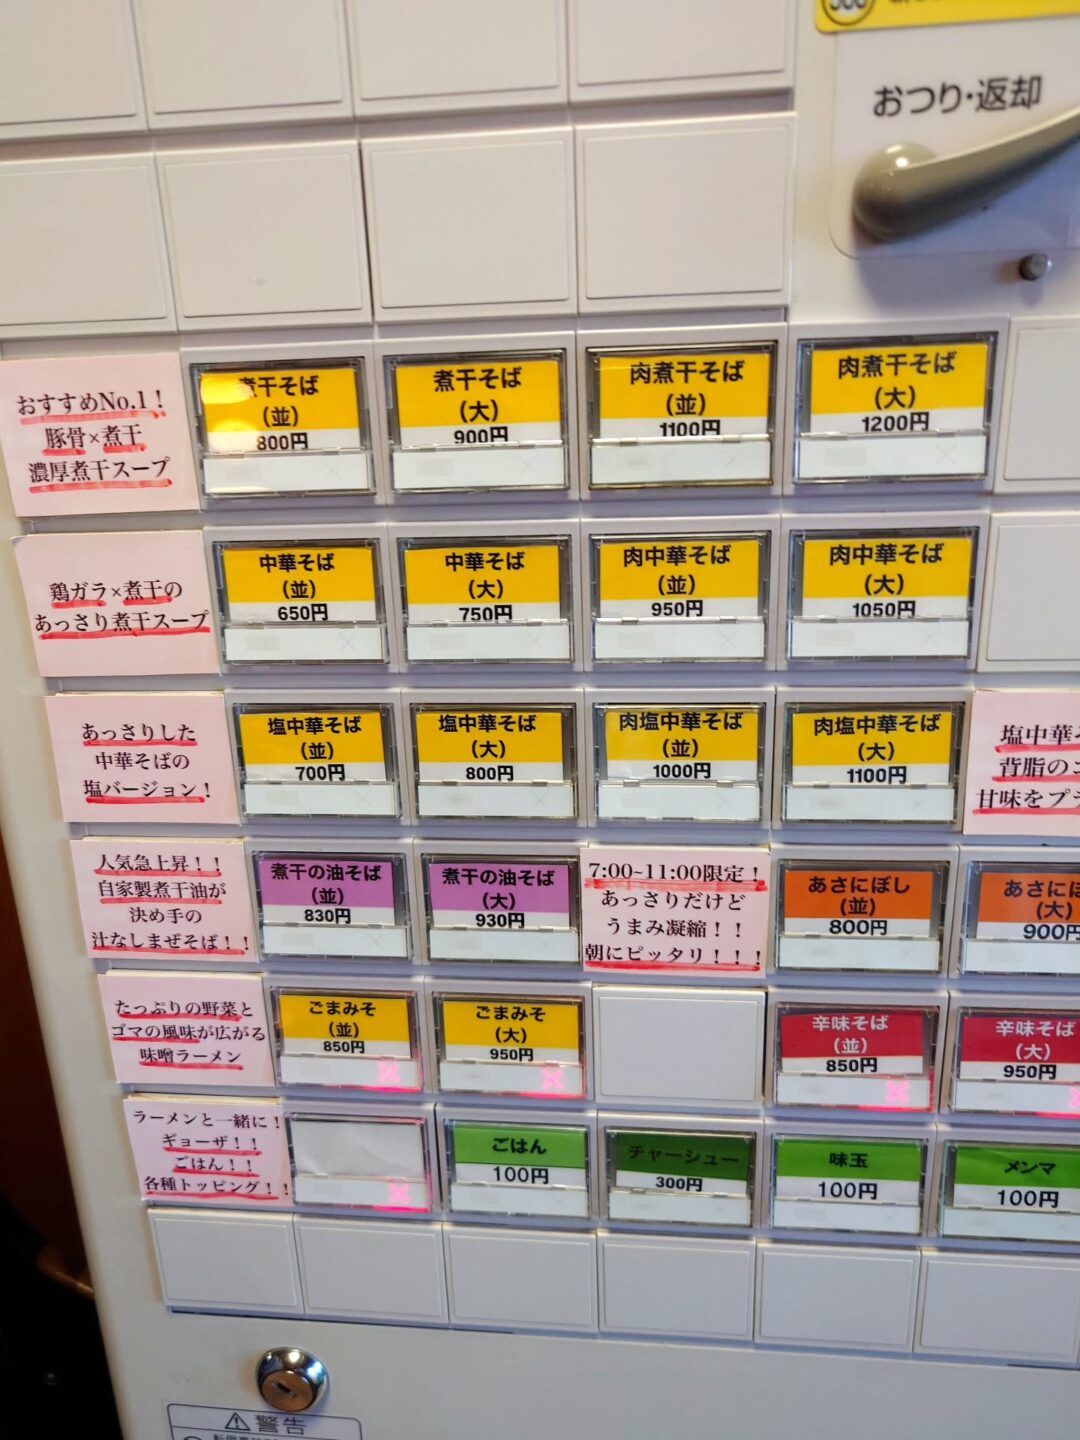 おつり・返却
おすすめNo.1！
豚骨×煮干
濃厚煮干スープ
煮干そば
(並)
800円
煮干そば
(大)
900円
肉煮干そば
(並)
1100円
肉煮干そば
(大)
1200円
鶏ガラ×煮干の
あっさり煮干スープ
中華そば
(並)
650円
中華そば
(大)
750円
肉中華そば
(並)
950円
肉中華そば
(大)
1050円
あっさりした
中華そばの
塩バージョン！
塩中華そば
(並)
700円
塩中華そば
(大)
800円
肉塩中華そば
(並)
1000円
肉塩中華そば
(大)
1100円
塩中華
背脂の
甘味をプ
人気急上昇！！
自家製煮干油が
決め手の
汁なしまぜそば！！
煮干の油そば
(並)
830円
煮干の油そば
(大)
930円
7:00~11:00限定！
あっさりだけど
うまみ凝縮！！
朝にピッタリ！！！
あさにぼし
(並)
800円
あさにぼ
(大)
900円
たっぷりの野菜と
ゴマの風味が広がる
味噌ラーメン
ごまみそ
(並)
850円
ごまみそ
(大)
950円
辛味そば
(並)
850円
辛味そば
(大)
950円
ラーメンと一緒に！
ギョーザ！！
ごはん！！
各種トッピング！！
ごはん
100円
チャーシュー
300円
味玉
100円
メンマ
100円
警告